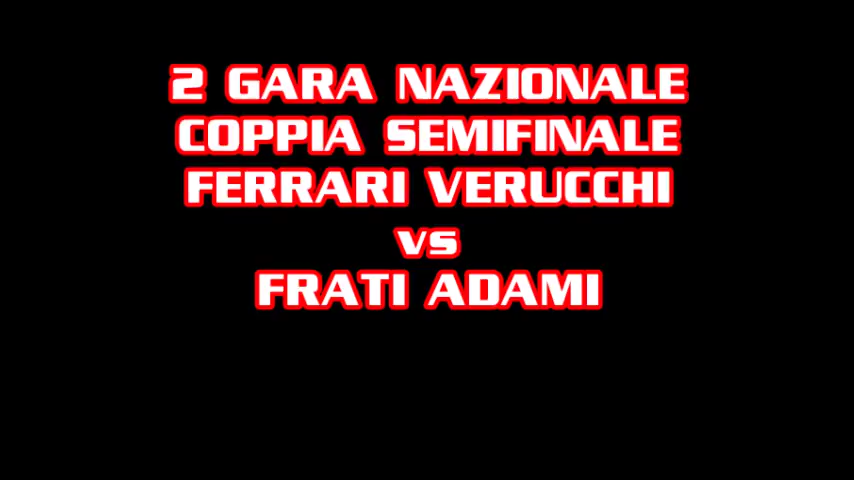 2 GARA NAZIONALE
COPPIA SEMIFINALE
FERRARI VERUCCHI
vs
FRATI ADAMI